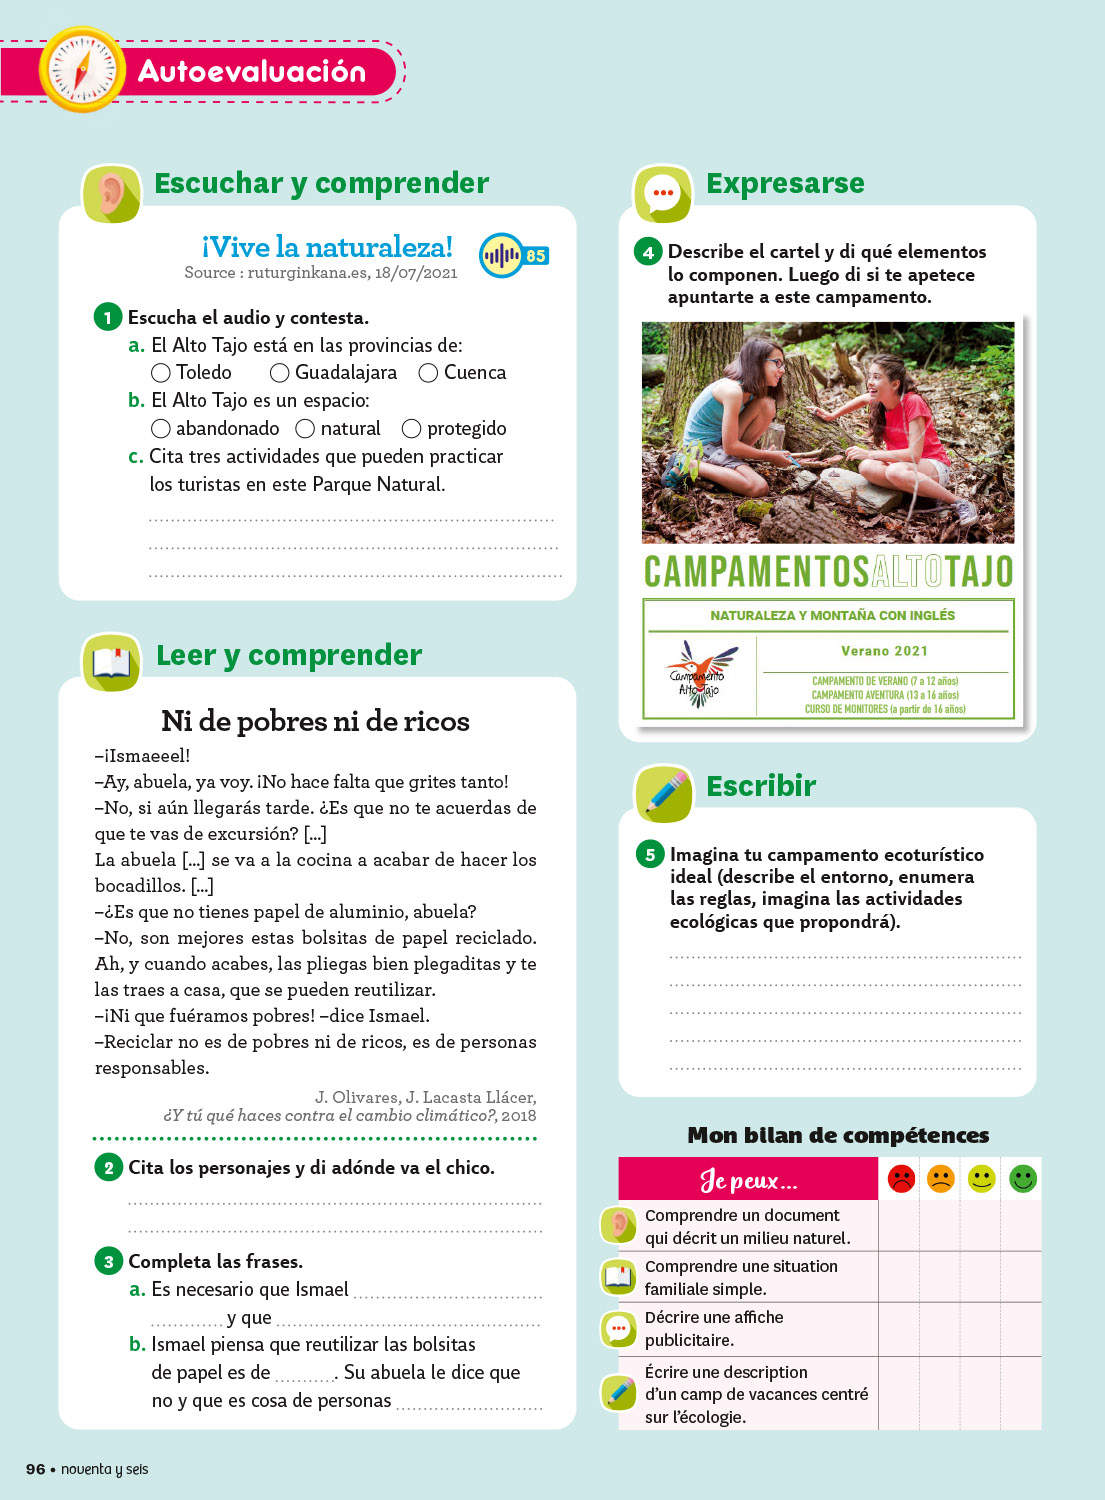 Autoevaluación
Escuchar y comprender
¡Vive la naturaleza!
85
Source : ruturginkana.es, 18/07/2021
1 Escucha el audio y contesta.
a. El Alto Tajo está en las provincias de:
Toledo Guadalajara Cuenca
b. El Alto Tajo es un espacio:
abandonado natural protegido
c. Cita tres actividades que pueden practicar
los turistas en este Parque Natural.
Leer y comprender
Ni de pobres ni de ricos
–¡Ismaeeel!
–Ay, abuela, ya voy. ¡No hace falta que grites tanto!
–No, si aún llegarás tarde. ¿Es que no te acuerdas de
que te vas de excursión? [...]
La abuela [...] se va a la cocina a acabar de hacer los
bocadillos. [...]
–¿Es que no tienes papel de aluminio, abuela?
–No, son mejores estas bolsitas de papel reciclado.
Ah, y cuando acabes, las pliegas bien plegaditas y te
las traes a casa, que se pueden reutilizar.
–¡Ni que fuéramos pobres! –dice Ismael.
–Reciclar no es de pobres ni de ricos, es de personas
responsables.
J. Olivares, J. Lacasta Llácer,
¿Y tú qué haces contra el cambio climático?, 2018
2 Cita los personajes y di adónde va el chico.
3 Completa las frases.
a. Es necesario que Ismael
y que
b. Ismael piensa que reutilizar las bolsitas
de papel es de . Su abuela le dice que
no y que es cosa de personas
Expresarse
4 Describe el cartel y di qué elementos
lo componen. Luego di si te apetece
apuntarte a este campamento.
CAMPAMENTOSALTOTAJO
NATURALEZA Y MONTAÑA CON INGLÉS
Campamento
Alto Tajo
Verano 2021
CAMPAMENTO DE VERANO (7 a 12 años)
CAMPAMENTO AVENTURA (13 a 16 años)
CURSO DE MONITORES (a partir de 16 años)
Escribir
5 Imagina tu campamento ecoturístico
ideal (describe el entorno, enumera
las reglas, imagina las actividades
ecológicas que propondrá).
Mon bilan de compétences
Je peux...
Comprendre un document
qui décrit un milieu naturel.
Comprendre une situation
familiale simple.
Décrire une affiche
publicitaire.
Écrire une description
d'un camp de vacances centré
sur l'écologie.
96 • noventa y seis